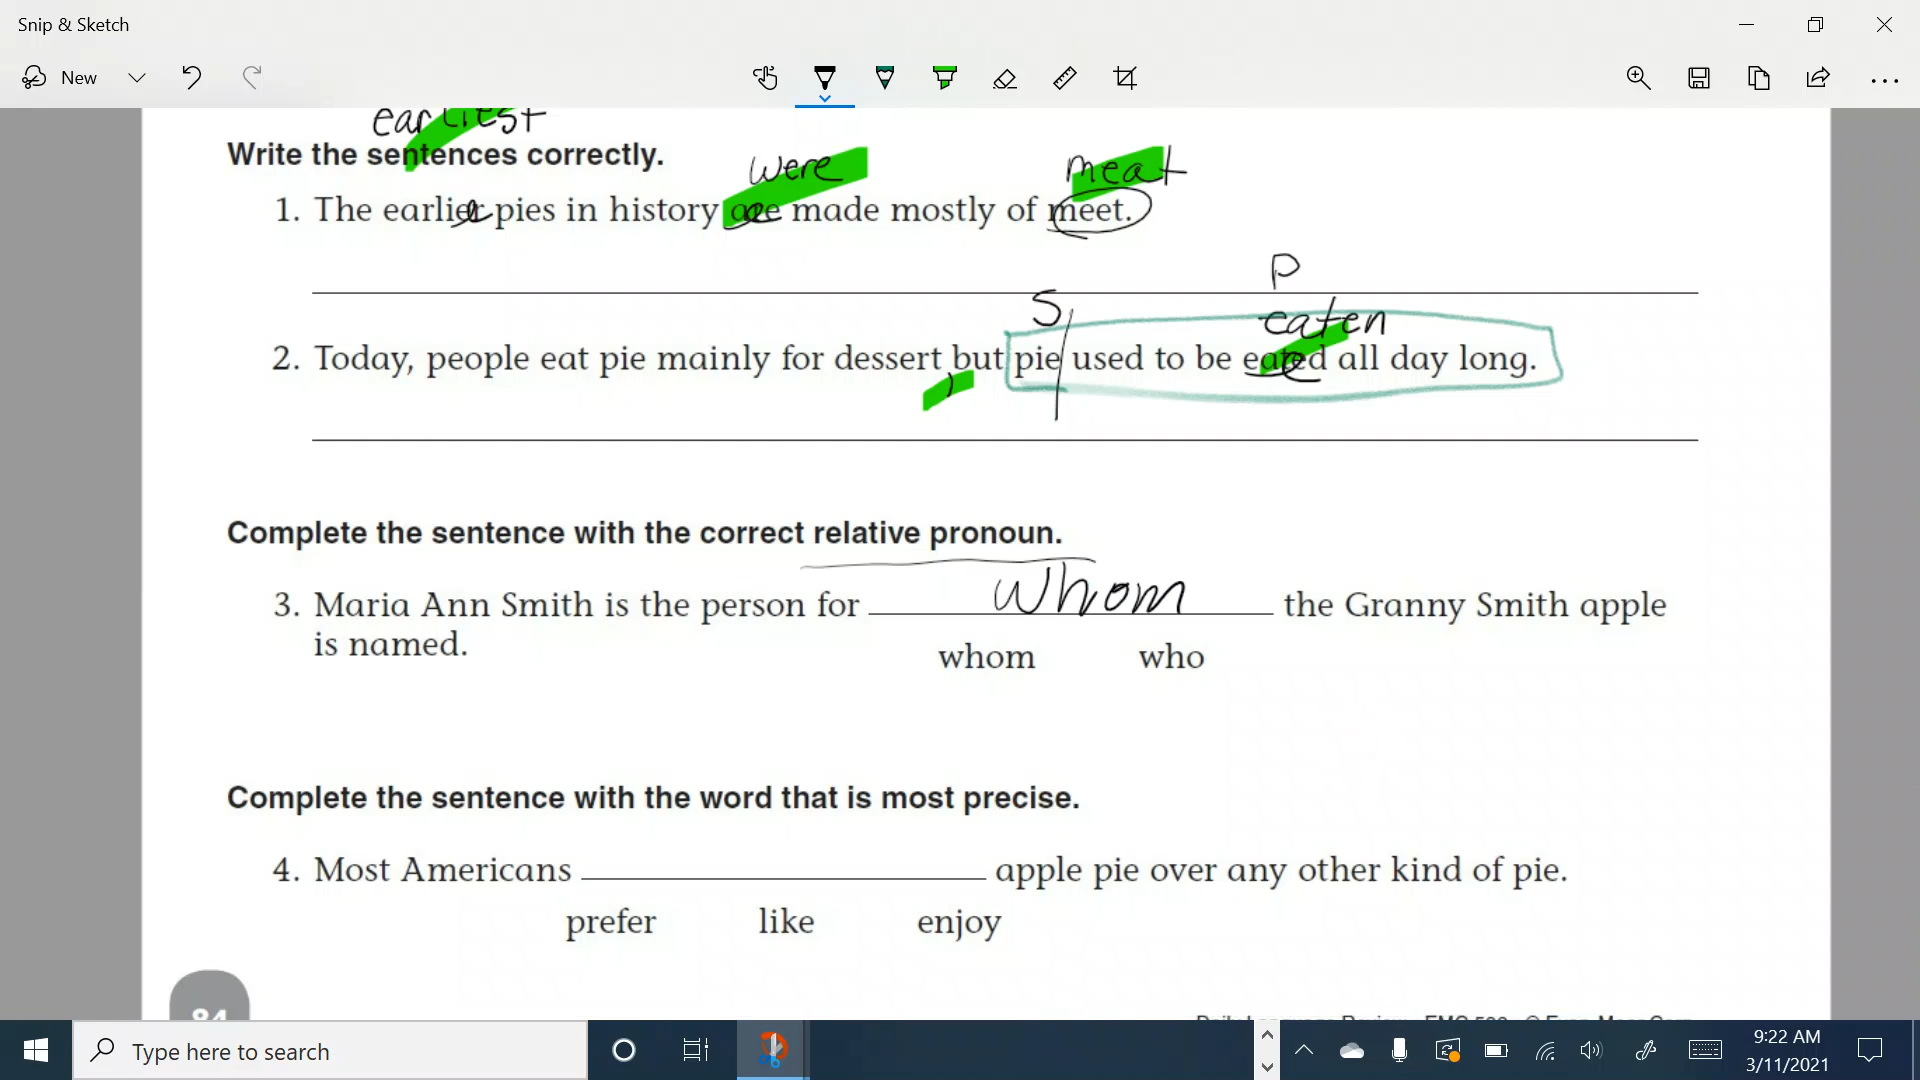 Snip & Sketch
New
earliest
Write the sentences correctly.
were
meat
1. The earlier pies in history are made mostly of meet.
P
S
eaten
2. Today, people eat pie mainly for dessert but pie used to be eated all day long.
,
Complete the sentence with the correct relative pronoun.
whom
3. Maria Ann Smith is the person for ____ the Granny Smith apple
is named.
whom who
Complete the sentence with the word that is most precise.
4. Most Americans ____ apple pie over any other kind of pie.
prefer like enjoy
84
Type here to search
9:22 AM
3/11/2021